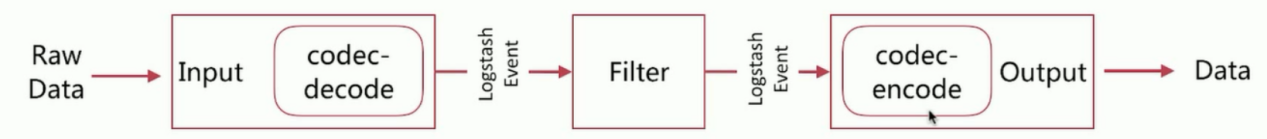 Raw
Data
Input
codec-
decode
Logstash
Event
Filter
Logstash
Event
codec-
encode
Output
Data